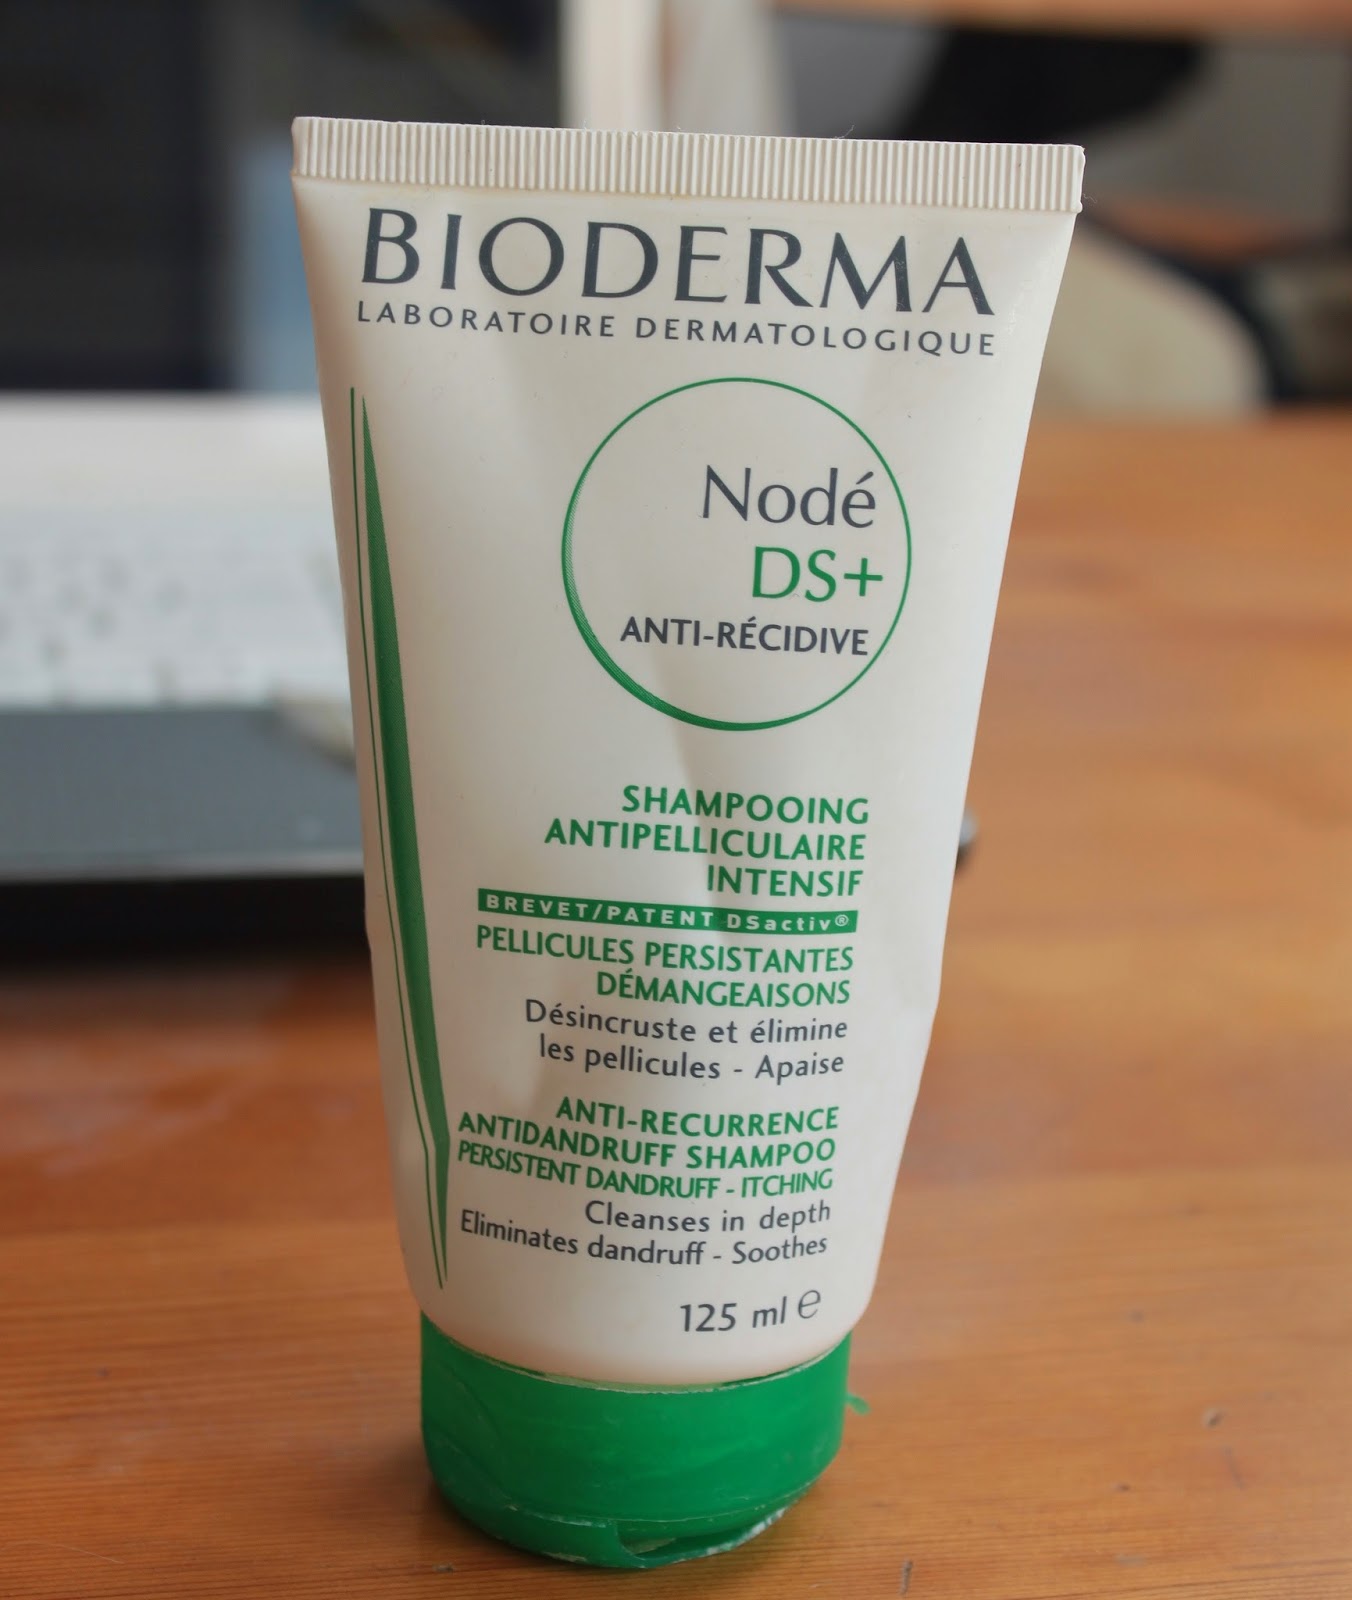 BIODERMA
LABORATOIRE DERMATOLOGIQUE
Nodé
DS+
ANTI-RÉCIDIVE
SHAMPOOING
ANTIPELLICULAIRE
INTENSIF
BREVET/PATENT DSactiv®
PELLICULES PERSISTANTES
DÉMANGEAISONS
Désincruste et élimine
les pellicules - Apaise
ANTI-RECURRENCE
ANTIDANDRUFF SHAMPOO
PERSISTENT DANDRUFF - ITCHING
Cleanses in depth
Eliminates dandruff - Soothes
125 ml ℮